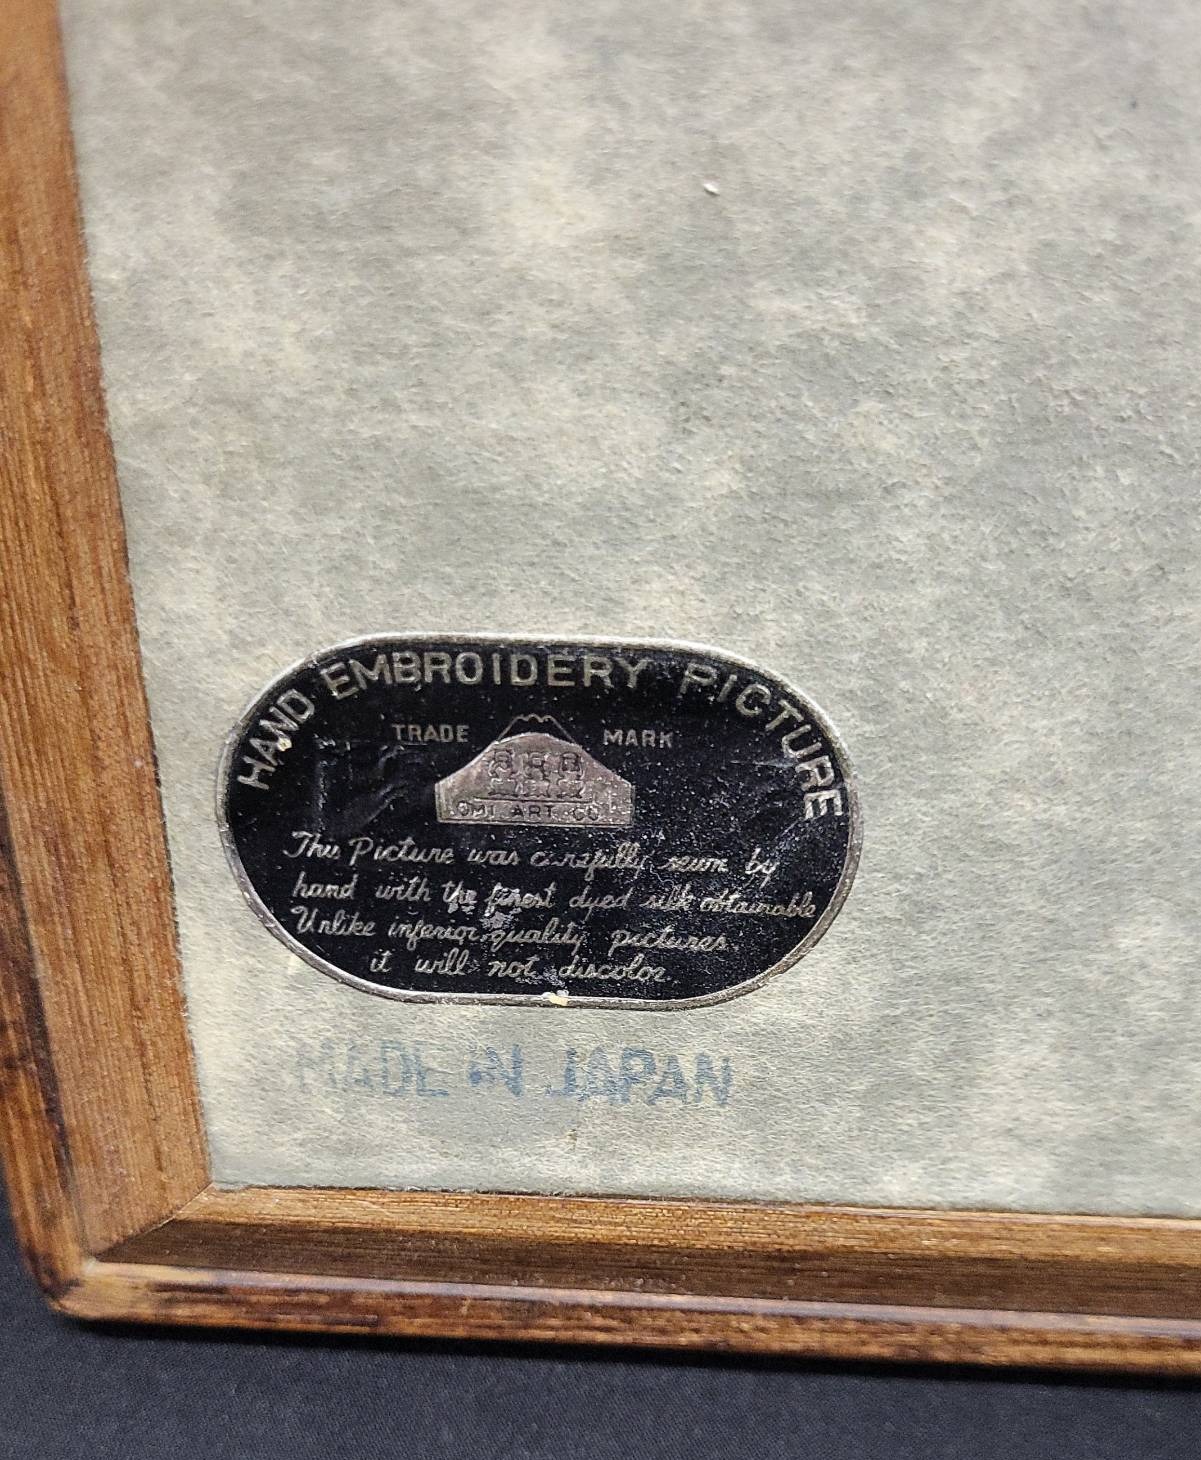 HAND EMBROIDERY PICTURE
TRADE MARK
OMI ART CO
This Picture was carefully sewn by
hand with the finest dyed silk obtainable
Unlike inferior quality pictures
it will not discolor.
MADE IN JAPAN